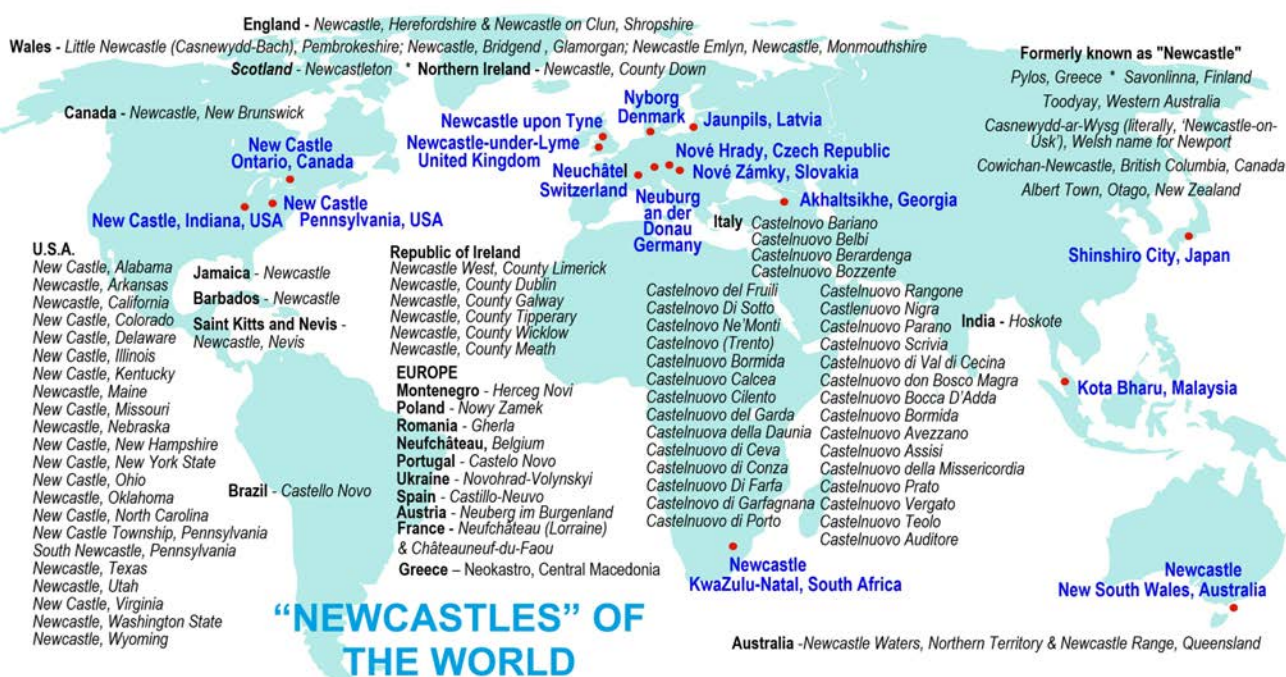 England - Newcastle, Herefordshire & Newcastle on Clun, Shropshire
Wales - Little Newcastle (Casnewydd-Bach), Pembrokeshire; Newcastle, Bridgend , Glamorgan; Newcastle Emlyn, Newcastle, Monmouthshire
Scotland - Newcastleton * Northern Ireland - Newcastle, County Down
Canada - Newcastle, New Brunswick
Formerly known as "Newcastle"
Pylos, Greece * Savonlinna, Finland
Toodyay, Western Australia
Casnewydd-ar-Wysg (literally, 'Newcastle-on-
Usk'), Welsh name for Newport
Cowichan-Newcastle, British Columbia, Canada
Albert Town, Otago, New Zealand
New Castle
Ontario, Canada
New Castle, Indiana, USA
New Castle
Pennsylvania, USA
Newcastle upon Tyne
Newcastle-under-Lyme
United Kingdom
Nyborg
Denmark
Jaunpils, Latvia
Neuchâtel
Switzerland
Nové Hrady, Czech Republic
Nové Zámky, Slovakia
Neuburg
an der
Donau
Germany
Akhaltsikhe, Georgia
Shinshiro City, Japan
Kota Bharu, Malaysia
Newcastle
KwaZulu-Natal, South Africa
Newcastle
New South Wales, Australia
U.S.A.
New Castle, Alabama
Newcastle, Arkansas
Newcastle, California
New Castle, Colorado
New Castle, Delaware
New Castle, Illinois
New Castle, Kentucky
Newcastle, Maine
New Castle, Missouri
Newcastle, Nebraska
New Castle, New Hampshire
New Castle, New York State
New Castle, Ohio
Newcastle, Oklahoma
New Castle, North Carolina
New Castle Township, Pennsylvania
South Newcastle, Pennsylvania
Newcastle, Texas
Newcastle, Utah
New Castle, Virginia
Newcastle, Washington State
Newcastle, Wyoming
Jamaica - Newcastle
Barbados - Newcastle
Saint Kitts and Nevis -
Newcastle, Nevis
Brazil - Castello Novo
Republic of Ireland
Newcastle West, County Limerick
Newcastle, County Dublin
Newcastle, County Galway
Newcastle, County Tipperary
Newcastle, County Wicklow
Newcastle, County Meath
EUROPE
Montenegro - Herceg Novi
Poland - Nowy Zamek
Romania - Gherla
Neufchâteau, Belgium
Portugal - Castelo Novo
Ukraine - Novohrad-Volynskyi
Spain - Castillo-Neuvo
Austria - Neuberg im Burgenland
France - Neufchâteau (Lorraine)
& Châteauneuf-du-Faou
Greece – Neokastro, Central Macedonia
Italy Castelnovo Bariano
Castelnuovo Belbi
Castelnuovo Berardenga
Castelnuovo Bozzente
Castelnovo del Fruili
Castelnovo Di Sotto
Castelnovo Ne'Monti
Castelnovo (Trento)
Castelnuovo Bormida
Castelnuovo Calcea
Castelnuovo Cilento
Castelnuovo del Garda
Castelnuova della Daunia
Castelnuovo di Ceva
Castelnuovo di Conza
Castelnuovo Di Farfa
Castelnovo di Garfagnana
Castelnuovo di Porto
Castelnuovo Rangone
Castlenuovo Nigra
Castelnuovo Parano
Castelnuovo Scrivia
Castelnuovo di Val di Cecina
Castelnuovo don Bosco Magra
Castelnuovo Bocca D'Adda
Castelnuovo Bormida
Castelnuovo Avezzano
Castelnuovo Assisi
Castelnuovo della Misericordia
Castelnuovo Prato
Castelnuovo Vergato
Castelnuovo Teolo
Castelnuovo Auditore
India - Hoskote
Australia -Newcastle Waters, Northern Territory & Newcastle Range, Queensland
“NEWCASTLES” OF
THE WORLD